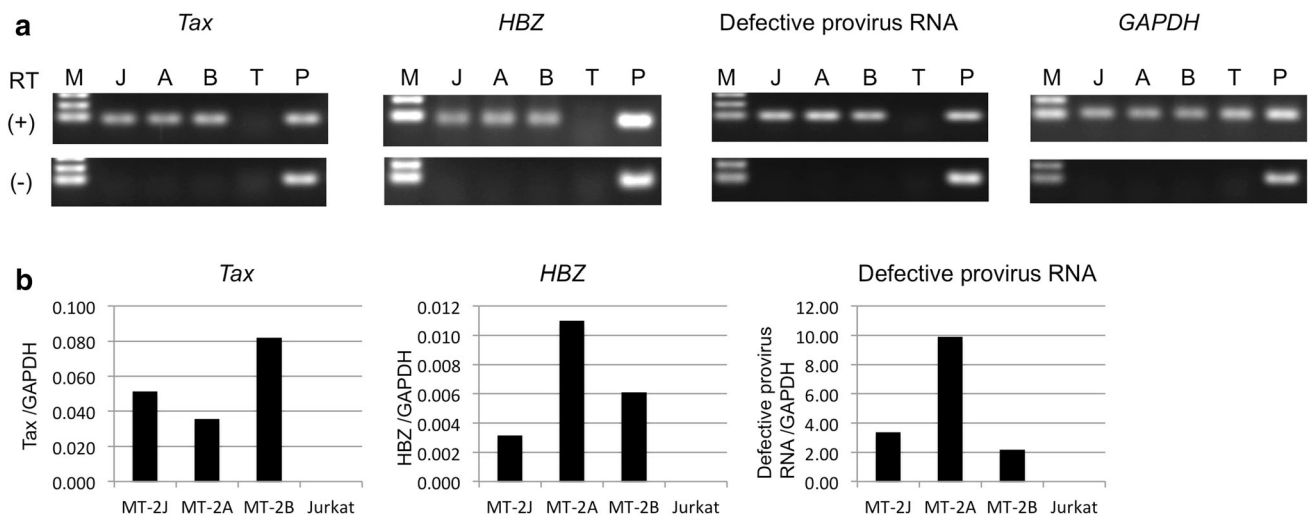 a
Tax
HBZ
Defective provirus RNA
GAPDH
RT M J A B T P
M J A B T P
M J A B T P
M J A B T P
(+)
(-)
b
Tax
HBZ
Defective provirus RNA
Tax /GAPDH
0.100
0.080
0.060
0.040
0.020
0.000
MT-2J MT-2A MT-2B Jurkat
HBZ /GAPDH
0.012
0.010
0.008
0.006
0.004
0.002
0.000
MT-2J MT-2A MT-2B Jurkat
Defective provirus
RNA /GAPDH
12.00
10.00
8.00
6.00
4.00
2.00
0.00
MT-2J MT-2A MT-2B Jurkat